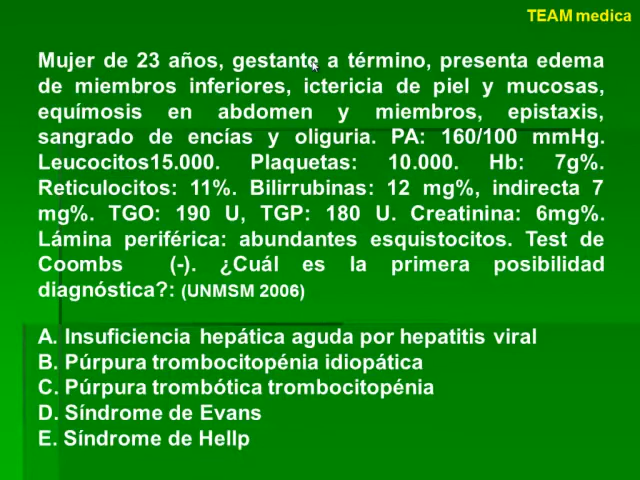 TEAM medica
Mujer de 23 años, gestante a término, presenta edema
de miembros inferiores, ictericia de piel y mucosas,
equímosis en abdomen y miembros, epistaxis,
sangrado de encías y oliguria. PA: 160/100 mmHg.
Leucocitos15.000. Plaquetas: 10.000. Hb: 7g%.
Reticulocitos: 11%. Bilirrubinas: 12 mg%, indirecta 7
mg%. TGO: 190 U, TGP: 180 U. Creatinina: 6mg%.
Lámina periférica: abundantes esquistocitos. Test de
Coombs (-). ¿Cuál es la primera posibilidad
diagnóstica?: (UNMSM 2006)
A. Insuficiencia hepática aguda por hepatitis viral
B. Púrpura trombocitopénia idiopática
C. Púrpura trombótica trombocitopénia
D. Síndrome de Evans
E. Síndrome de Hellp